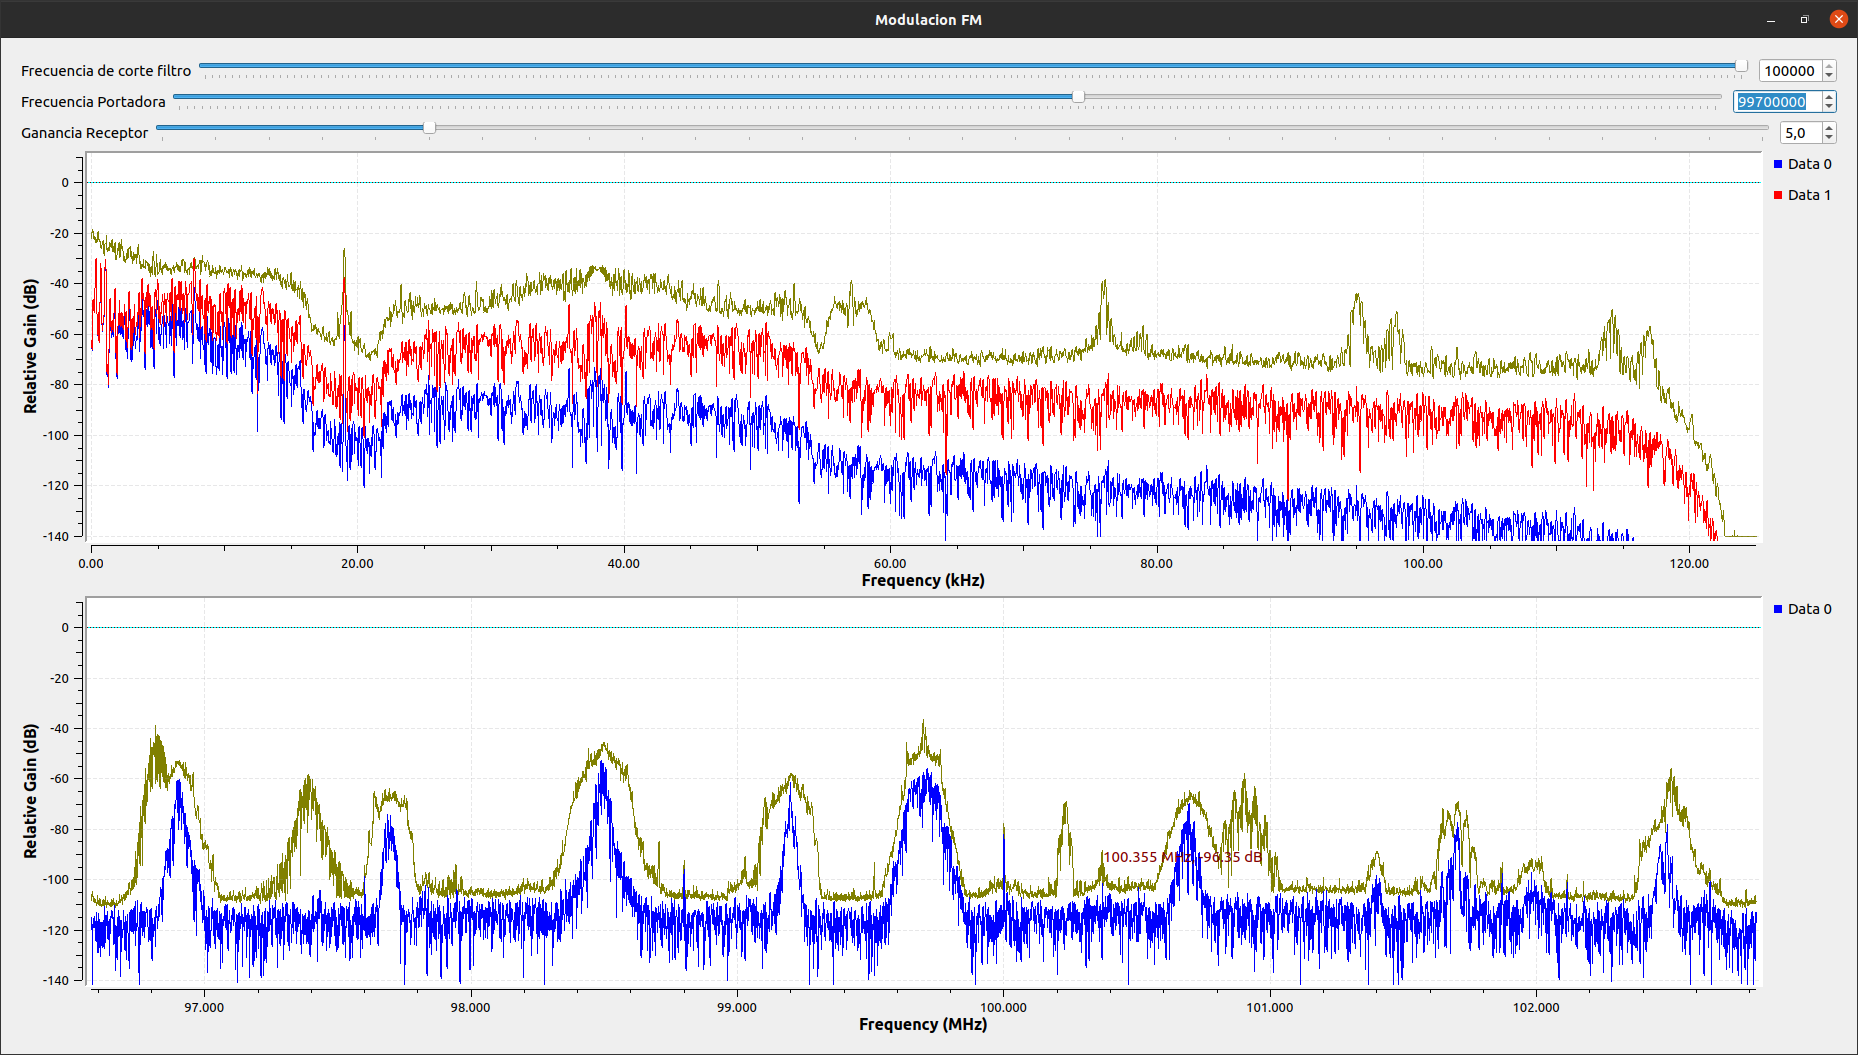 Modulacion FM
Frecuencia de corte filtro 100000
Frecuencia Portadora 99700000
Ganancia Receptor 5,0
Data 0
Data 1
Relative Gain (dB)
0
-20
-40
-60
-80
-100
-120
-140
0.00 20.00 40.00 60.00 80.00 100.00 120.00
Frequency (kHz)
Data 0
Relative Gain (dB)
0
-20
-40
-60
-80
-100
-120
-140
100.355 MHz, -96.35 dB
97.000 98.000 99.000 100.000 101.000 102.000
Frequency (MHz)